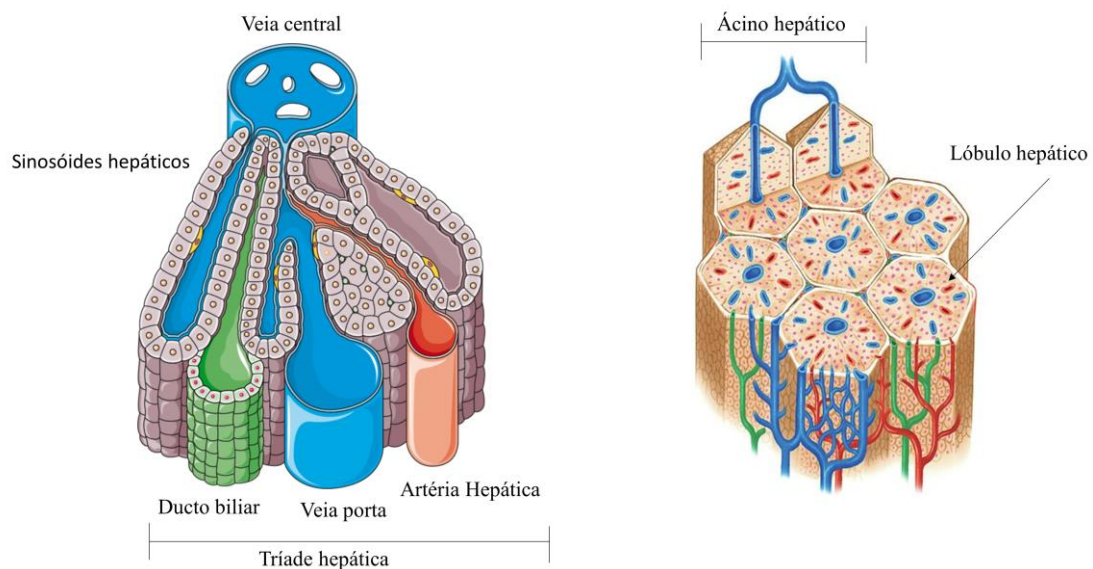 Veia central
Sinosóides hepáticos
Ducto biliar
Veia porta
Artéria Hepática
Tríade hepática
Ácino hepático
Lóbulo hepático